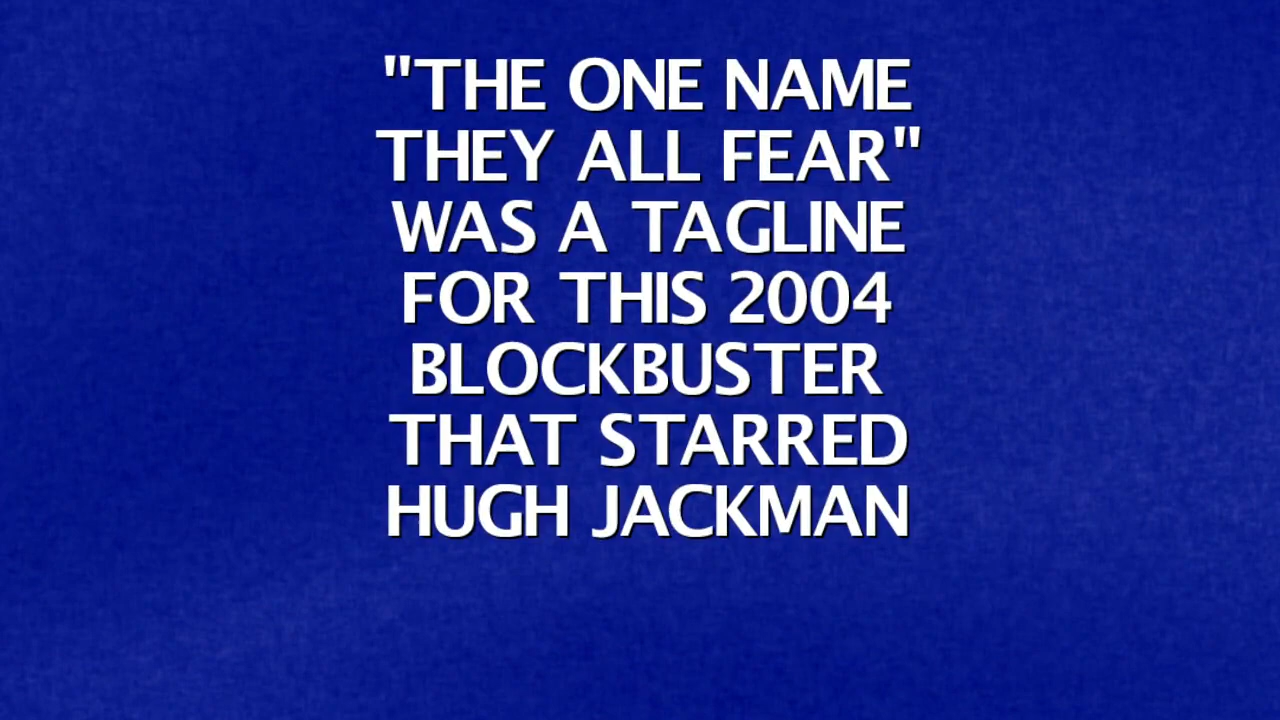 "THE ONE NAME
THEY ALL FEAR"
WAS A TAGLINE
FOR THIS 2004
BLOCKBUSTER
THAT STARRED
HUGH JACKMAN